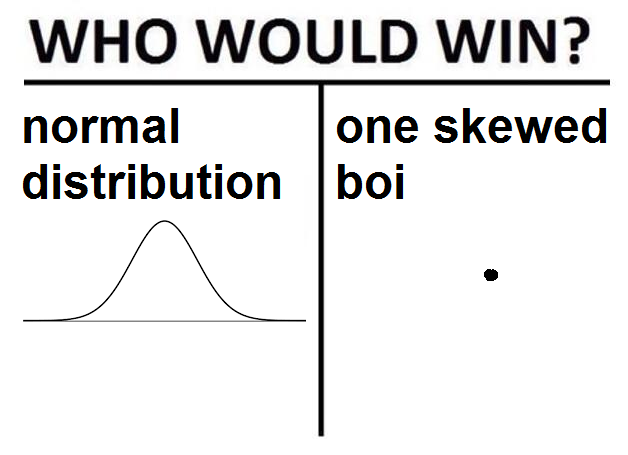 WHO WOULD WIN?
normal
distribution
one skewed
boi